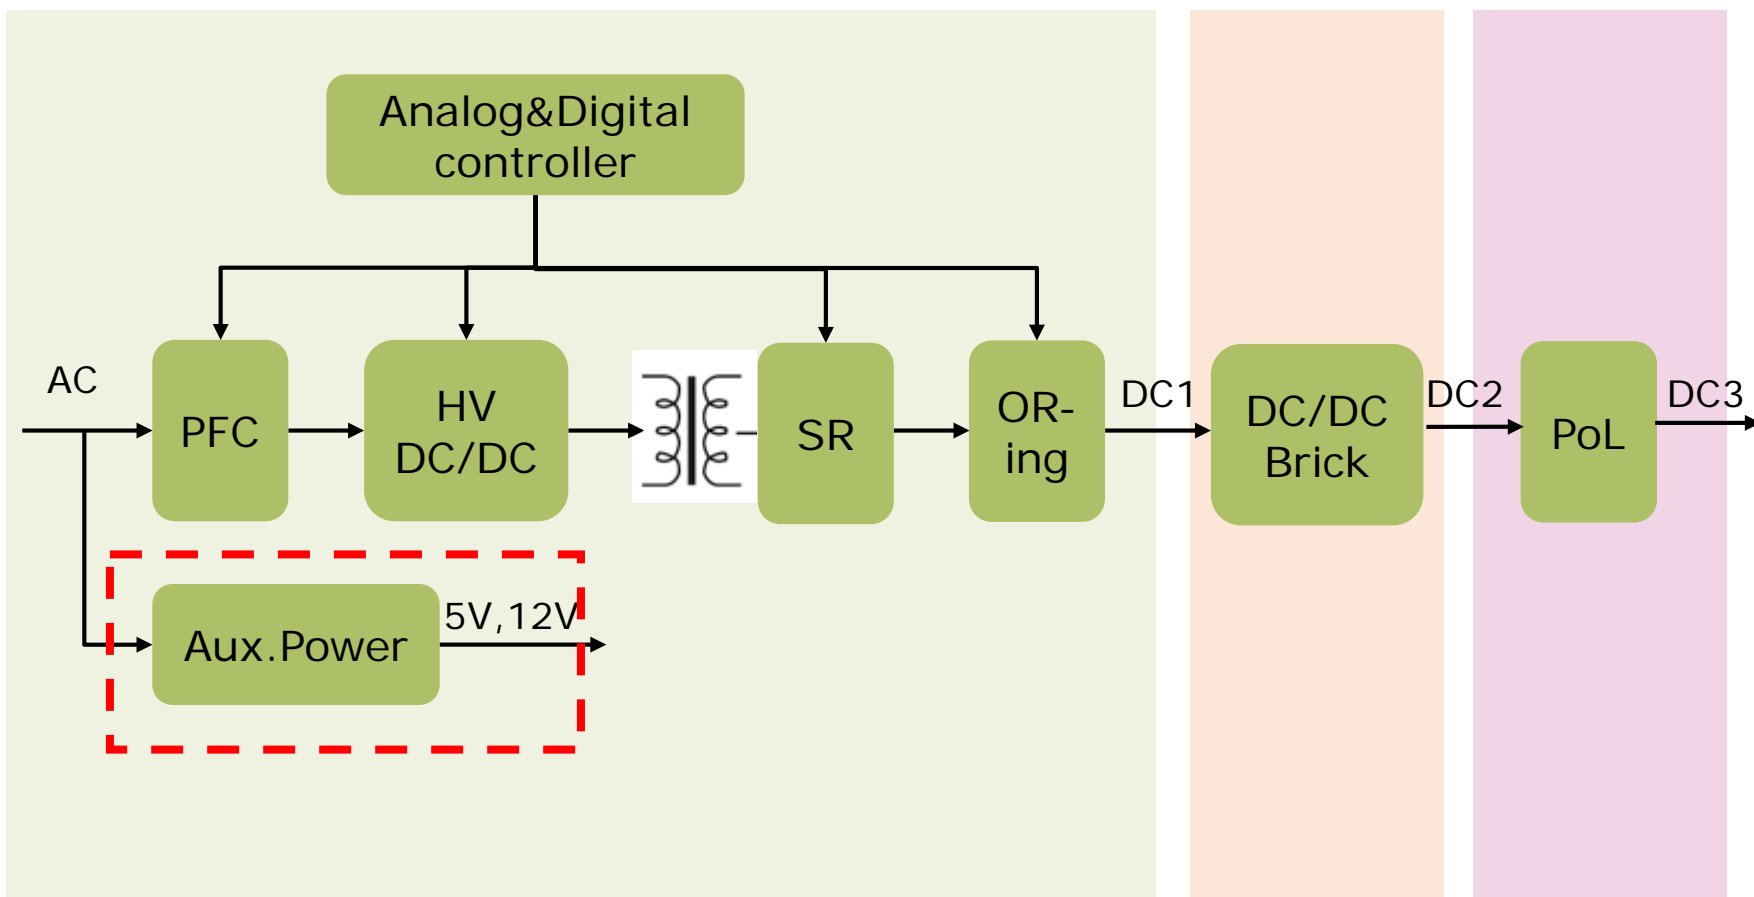 Analog&Digital
controller
AC
PFC
HV
DC/DC
SR
OR-
ing
DC1
DC/DC
Brick
DC2
PoL
DC3
Aux.Power
5V,12V